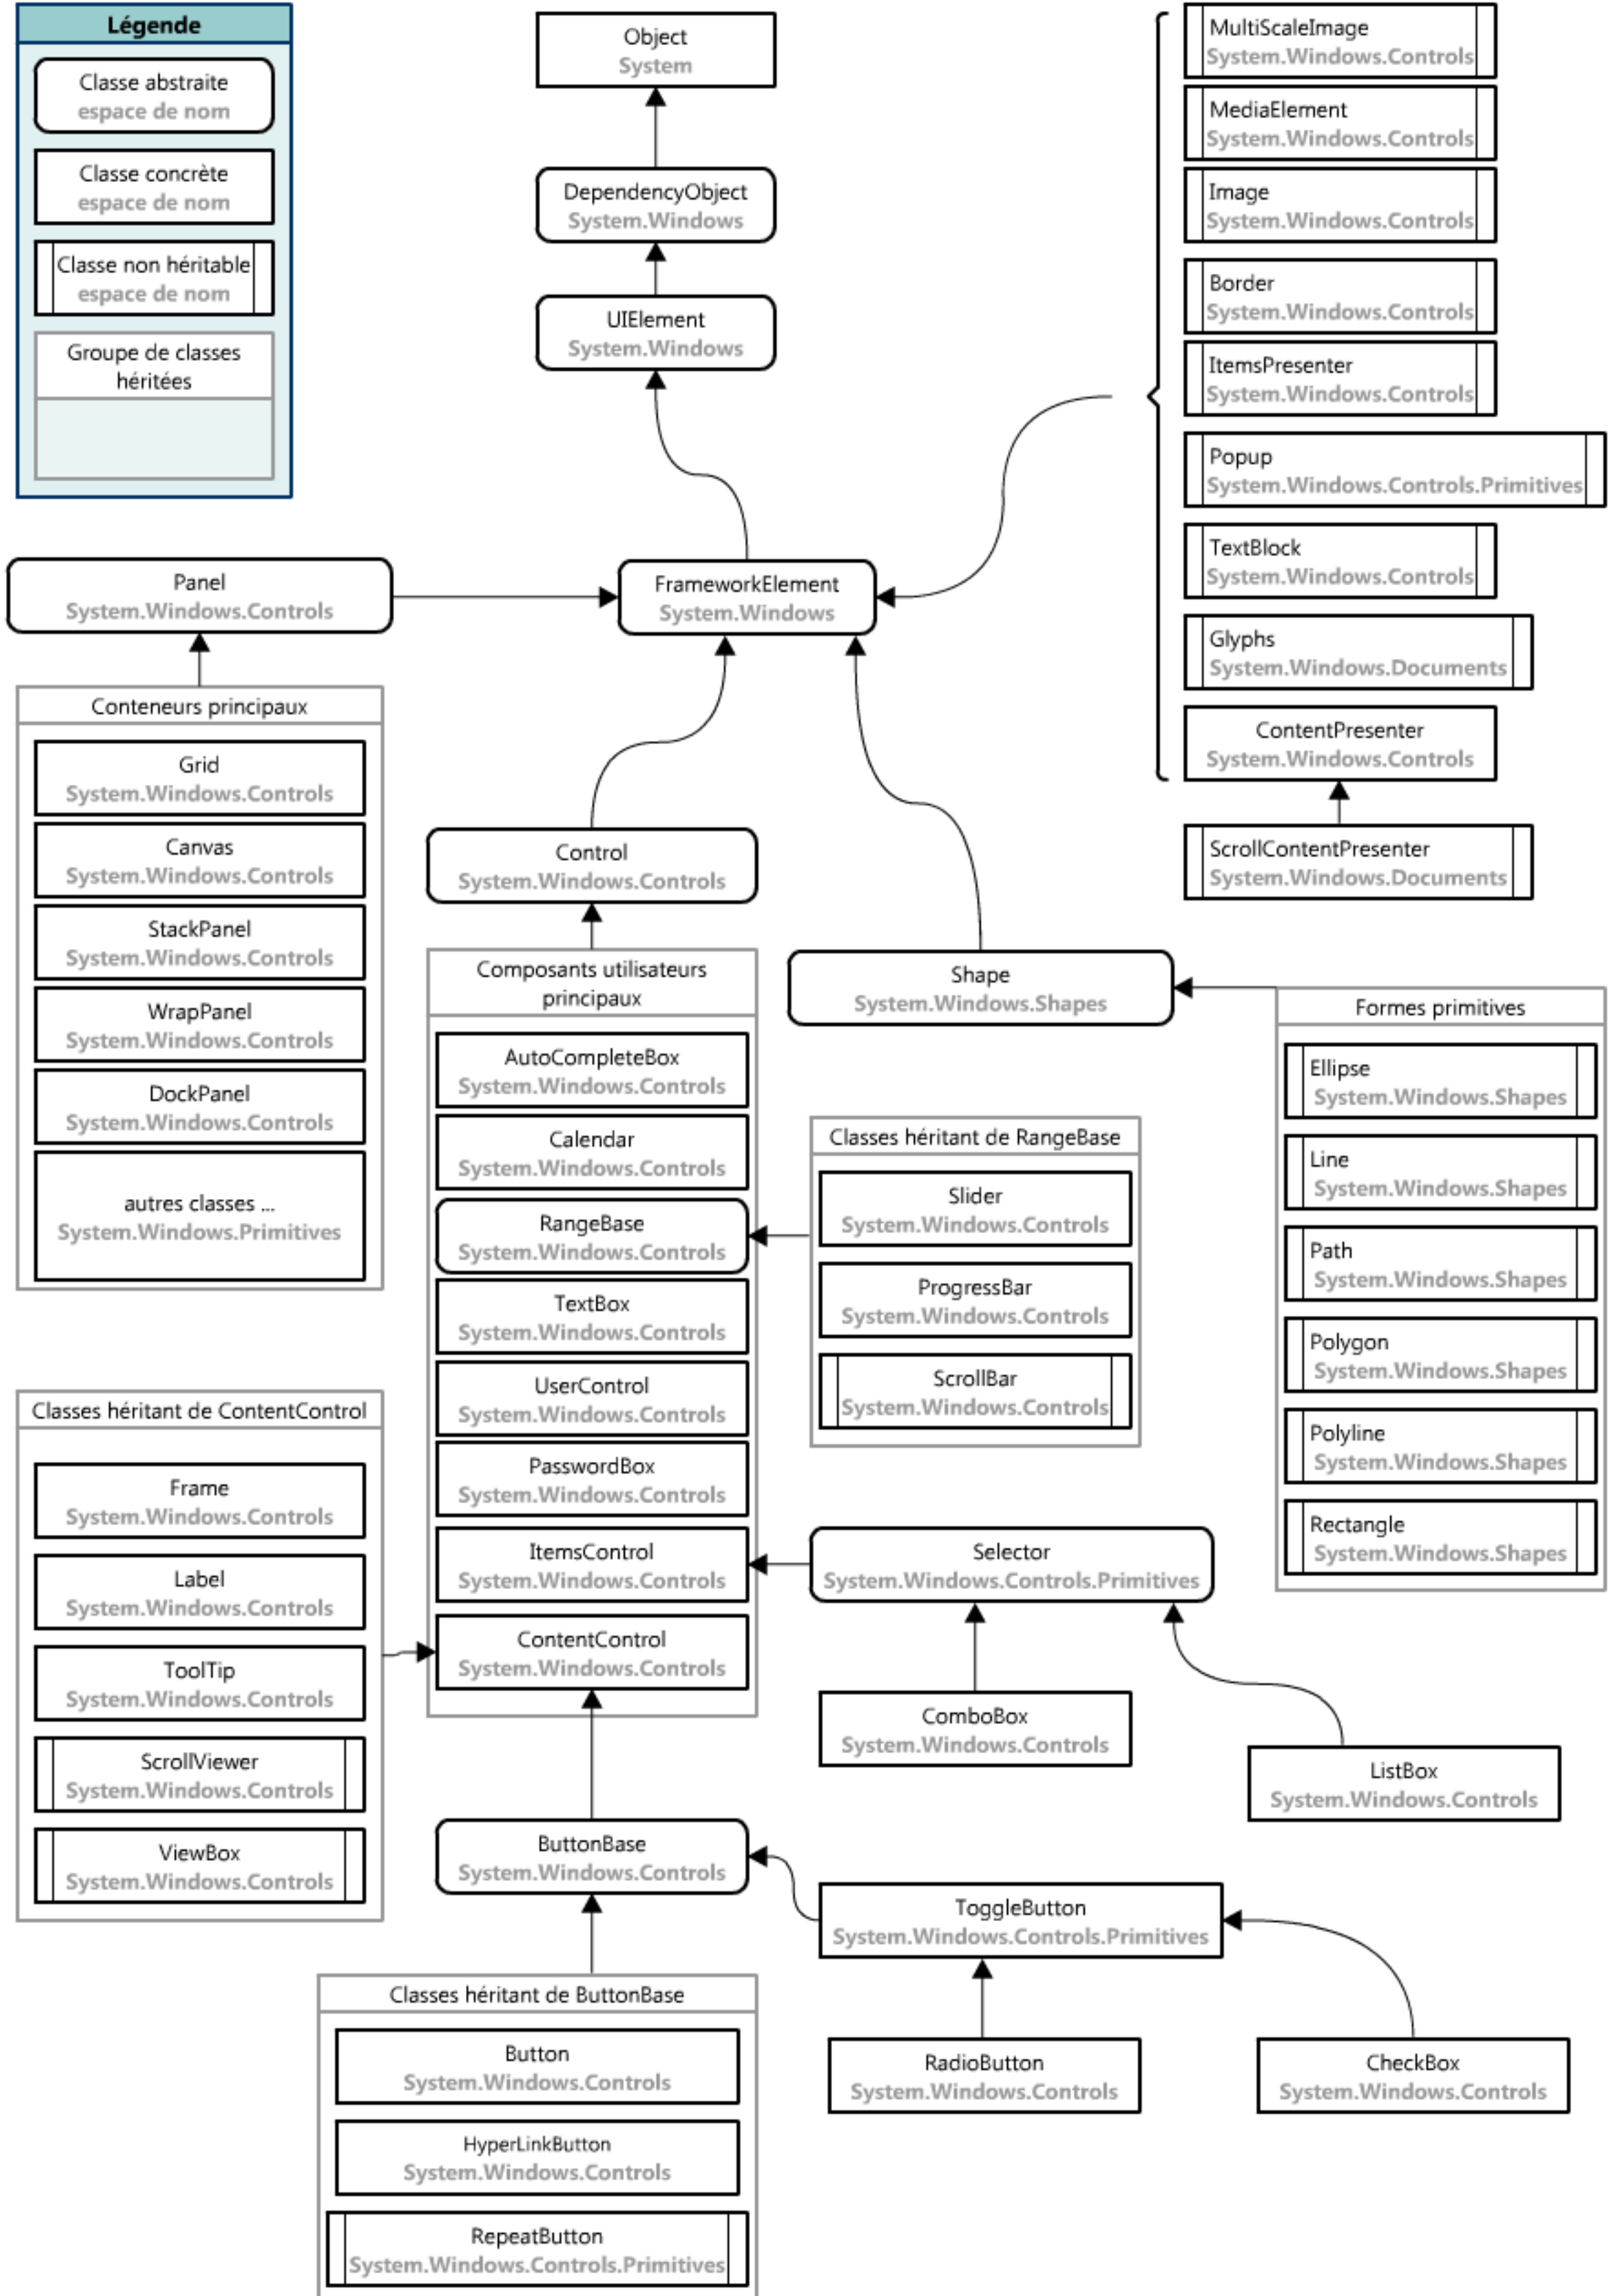 Légende
Classe abstraite
espace de nom
Classe concrète
espace de nom
Classe non héritable
espace de nom
Groupe de classes
héritées
Object
System
DependencyObject
System.Windows
UIElement
System.Windows
FrameworkElement
System.Windows
MultiScaleImage
System.Windows.Controls
MediaElement
System.Windows.Controls
Image
System.Windows.Controls
Border
System.Windows.Controls
ItemsPresenter
System.Windows.Controls
Popup
System.Windows.Controls.Primitives
TextBlock
System.Windows.Controls
Glyphs
System.Windows.Documents
ContentPresenter
System.Windows.Controls
ScrollContentPresenter
System.Windows.Documents
Panel
System.Windows.Controls
Conteneurs principaux
Grid
System.Windows.Controls
Canvas
System.Windows.Controls
StackPanel
System.Windows.Controls
WrapPanel
System.Windows.Controls
DockPanel
System.Windows.Controls
autres classes ...
System.Windows.Primitives
Control
System.Windows.Controls
Composants utilisateurs
principaux
AutoCompleteBox
System.Windows.Controls
Calendar
System.Windows.Controls
RangeBase
System.Windows.Controls
TextBox
System.Windows.Controls
UserControl
System.Windows.Controls
PasswordBox
System.Windows.Controls
ItemsControl
System.Windows.Controls
ContentControl
System.Windows.Controls
Shape
System.Windows.Shapes
Formes primitives
Ellipse
System.Windows.Shapes
Line
System.Windows.Shapes
Path
System.Windows.Shapes
Polygon
System.Windows.Shapes
Polyline
System.Windows.Shapes
Rectangle
System.Windows.Shapes
Classes héritant de RangeBase
Slider
System.Windows.Controls
ProgressBar
System.Windows.Controls
ScrollBar
System.Windows.Controls
Classes héritant de ContentControl
Frame
System.Windows.Controls
Label
System.Windows.Controls
ToolTip
System.Windows.Controls
ScrollViewer
System.Windows.Controls
ViewBox
System.Windows.Controls
Selector
System.Windows.Controls.Primitives
ComboBox
System.Windows.Controls
ListBox
System.Windows.Controls
ButtonBase
System.Windows.Controls
ToggleButton
System.Windows.Controls.Primitives
RadioButton
System.Windows.Controls
CheckBox
System.Windows.Controls
Classes héritant de ButtonBase
Button
System.Windows.Controls
HyperLinkButton
System.Windows.Controls
RepeatButton
System.Windows.Controls.Primitives